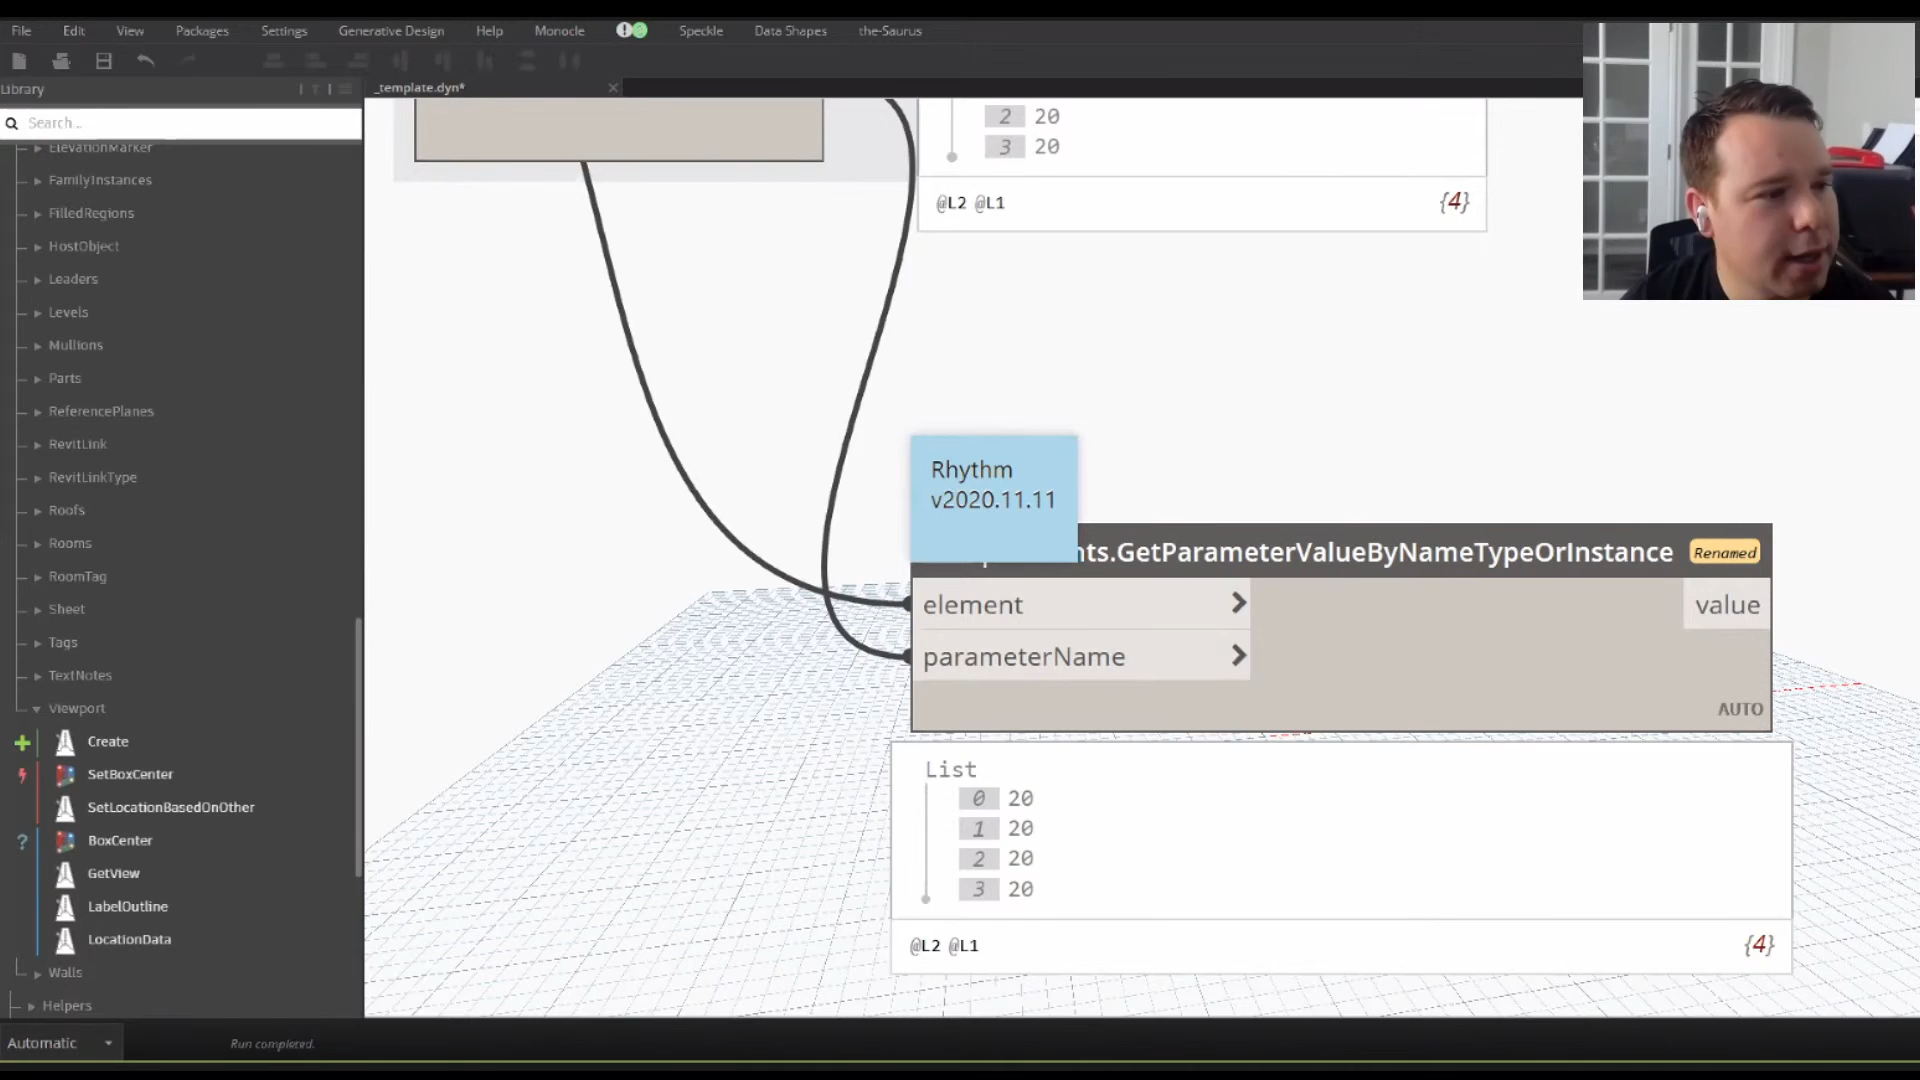 File Edit View Packages Settings Generative Design Help Monocle Speckle Data Shapes the-Saurus
Library
_template.dyn*
Search...
ElevationMarker
FamilyInstances
FilledRegions
HostObject
Leaders
Levels
Mullions
Parts
ReferencePlanes
RevitLink
RevitLinkType
Roofs
Rooms
RoomTag
Sheet
Tags
TextNotes
Viewport
Create
SetBoxCenter
SetLocationBasedOnOther
? BoxCenter
GetView
LabelOutline
LocationData
Walls
Helpers
Automatic
Run completed.
2 20
3 20
@L2 @L1 {4}
Rhythm
v2020.11.11
nts.GetParameterValueByNameTypeOrInstance Renamed
element > value
parameterName >
AUTO
List
0 20
1 20
2 20
3 20
@L2 @L1 {4}